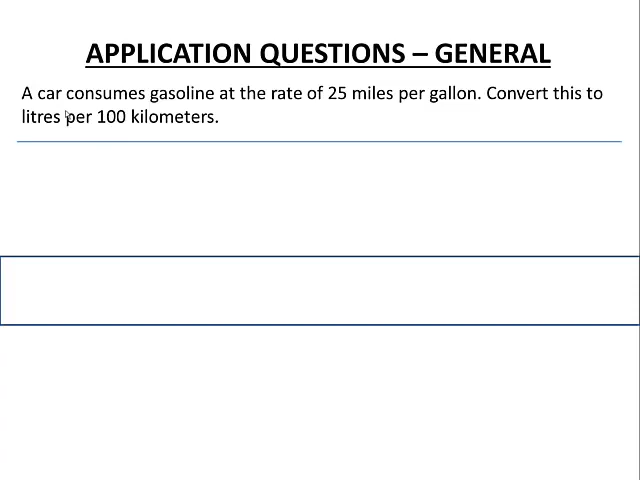 APPLICATION QUESTIONS – GENERAL
A car consumes gasoline at the rate of 25 miles per gallon. Convert this to
litres per 100 kilometers.